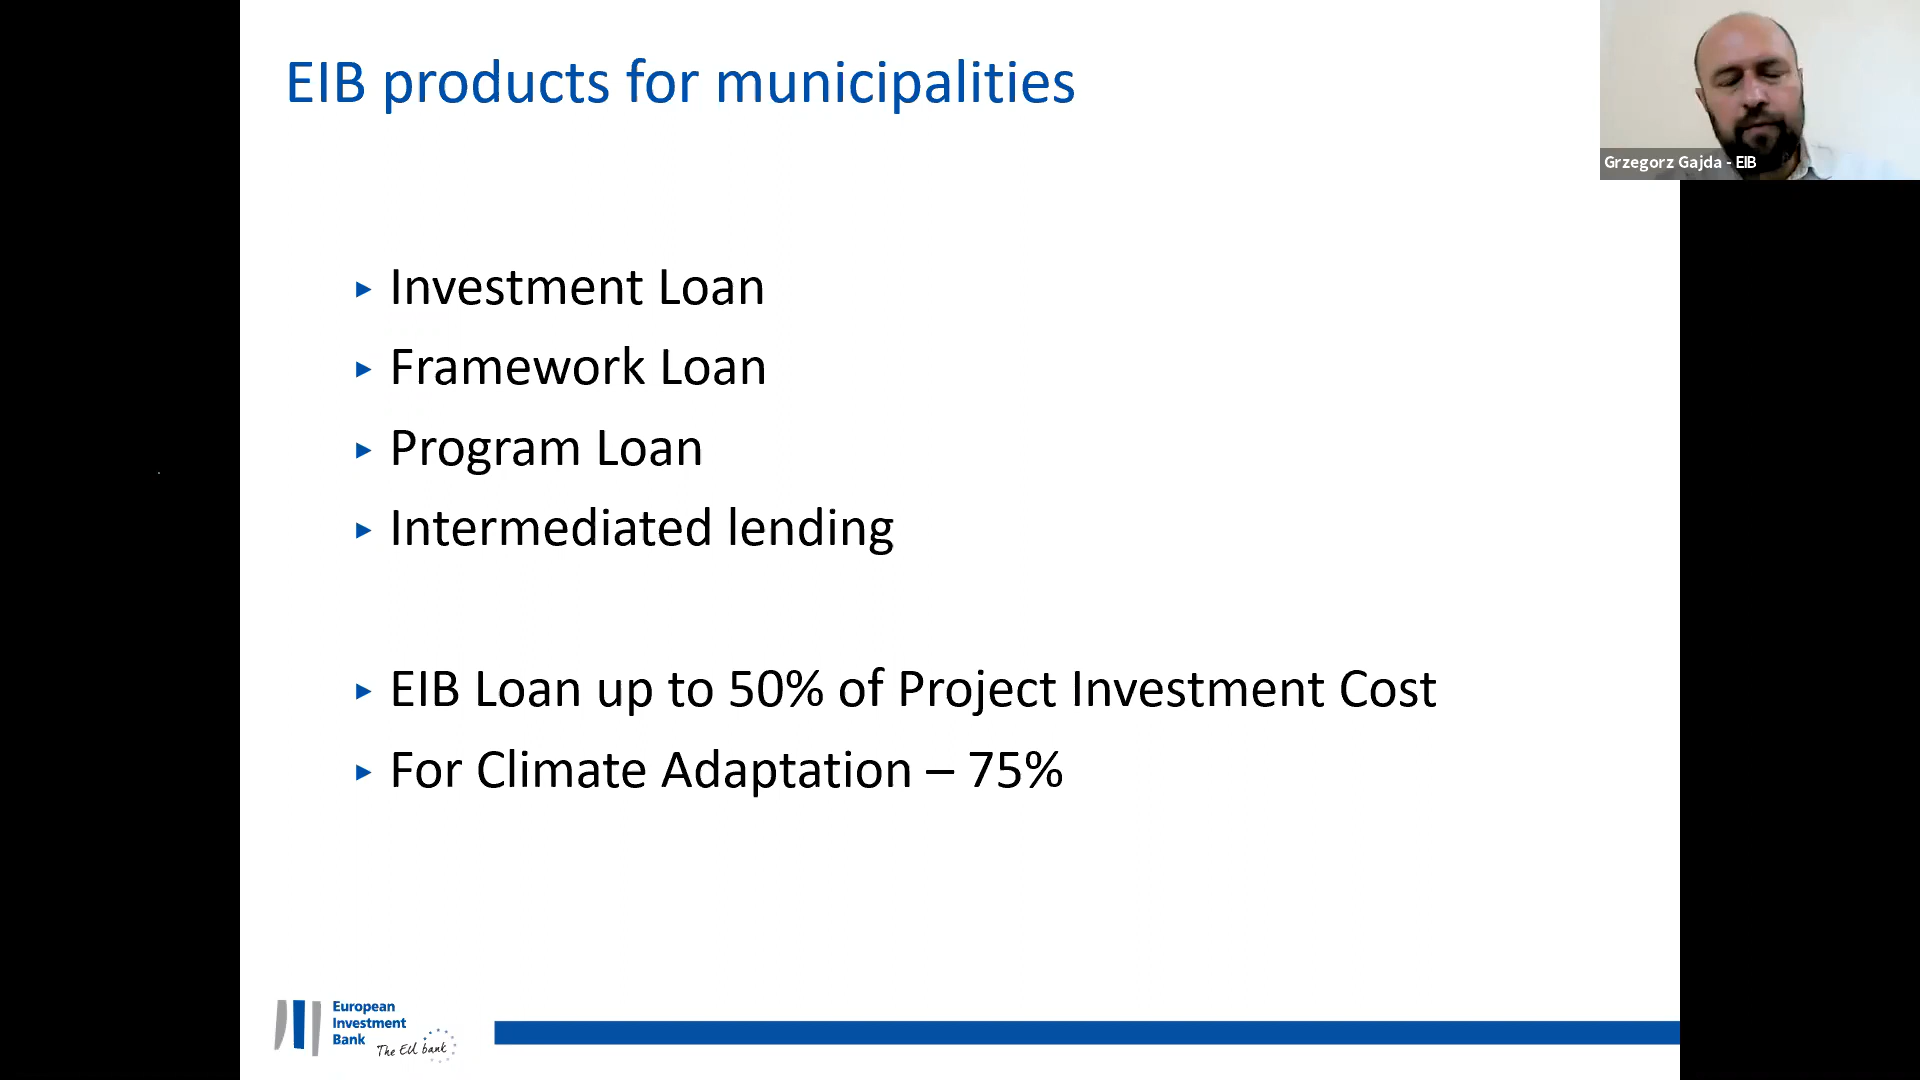 EIB products for municipalities
Grzegorz Gajda - EIB
▸ Investment Loan
▸ Framework Loan
▸ Program Loan
▸ Intermediated lending
▸ EIB Loan up to 50% of Project Investment Cost
▸ For Climate Adaptation – 75%
European
Investment
Bank
The EU bank